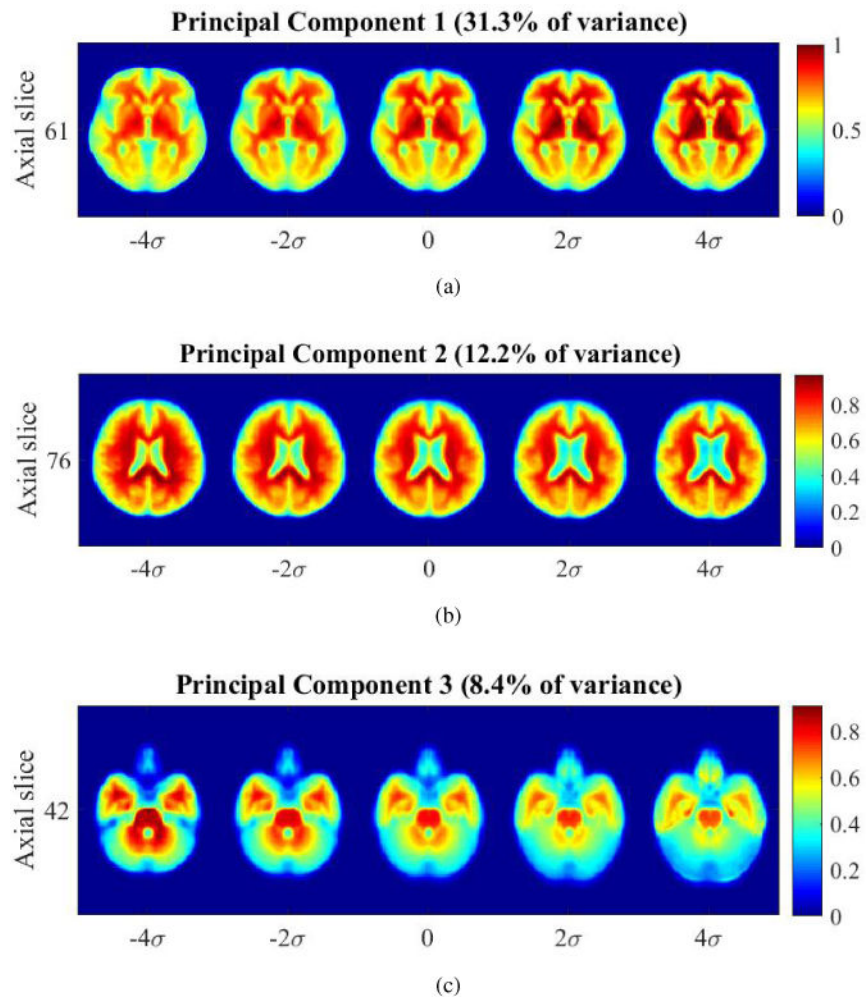 Principal Component 1 (31.3% of variance)
Axial slice
61
1
0.5
0
-4σ -2σ 0 2σ 4σ
(a)
Principal Component 2 (12.2% of variance)
Axial slice
76
0.8
0.6
0.4
0.2
0
-4σ -2σ 0 2σ 4σ
(b)
Principal Component 3 (8.4% of variance)
Axial slice
42
0.8
0.6
0.4
0.2
0
-4σ -2σ 0 2σ 4σ
(c)